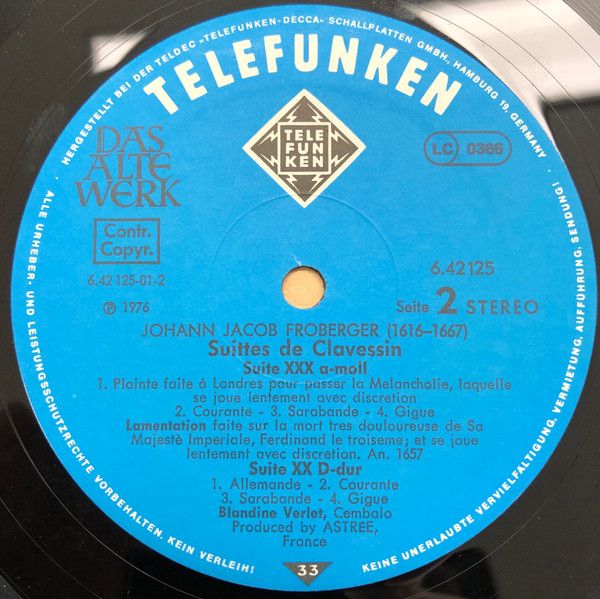 HERGESTELLT BEI DER TELDEC »TELEFUNKEN-DECCA« SCHALLPLATTEN GMBH., HAMBURG 19, GERMANY · ALLE URHEBER- UND LEISTUNGSSCHUTZRECHTE VORBEHALTEN. KEIN VERLEIH! KEINE UNERLAUBTE VERVIELFÄLTIGUNG, VERMIETUNG, AUFFÜHRUNG, SENDUNG! ·
TELEFUNKEN
TELE
FUN
KEN
DAS
ALTE
WERK
LC 0366
Contr.
Copyr.
6.42 125-01-2
6.42125
℗ 1976
Seite 2 STEREO
JOHANN JACOB FROBERGER (1616–1667)
Suittes de Clavessin
Suite XXX a-moll
1. Plainte faite à Londres pour passer la Melancholie, laquelle
se joue lentement avec discretion
2. Courante - 3. Sarabande - 4. Gigue
Lamentation faite sur la mort tres douloureuse de Sa
Majestè Imperiale, Ferdinand le troiseme; et se joue
lentement avec discretion. An. 1657
Suite XX D-dur
1. Allemande - 2. Courante
3. Sarabande - 4. Gigue
Blandine Verlet, Cembalo
Produced by ASTREE,
France
33